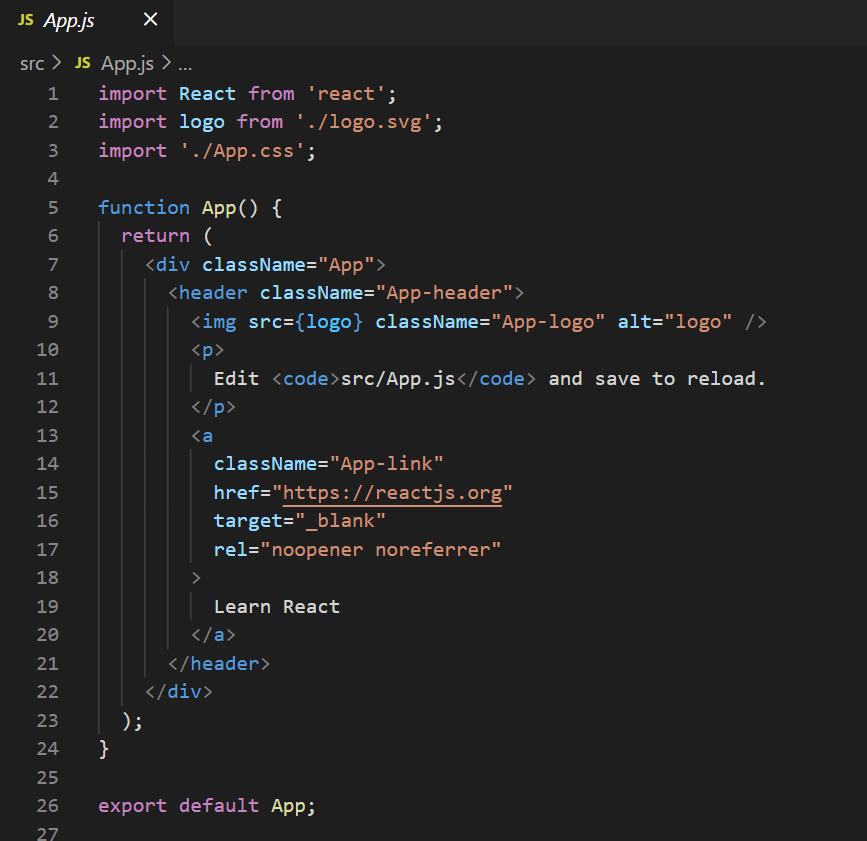 JS App.js ×
src > JS App.js > ...
1 import React from 'react';
2 import logo from './logo.svg';
3 import './App.css';
4
5 function App() {
6   return (
7     <div className="App">
8       <header className="App-header">
9         <img src={logo} className="App-logo" alt="logo" />
10         <p>
11           Edit <code>src/App.js</code> and save to reload.
12         </p>
13         <a
14           className="App-link"
15           href="https://reactjs.org"
16           target="_blank"
17           rel="noopener noreferrer"
18         >
19           Learn React
20         </a>
21       </header>
22     </div>
23   );
24 }
25
26 export default App;
27